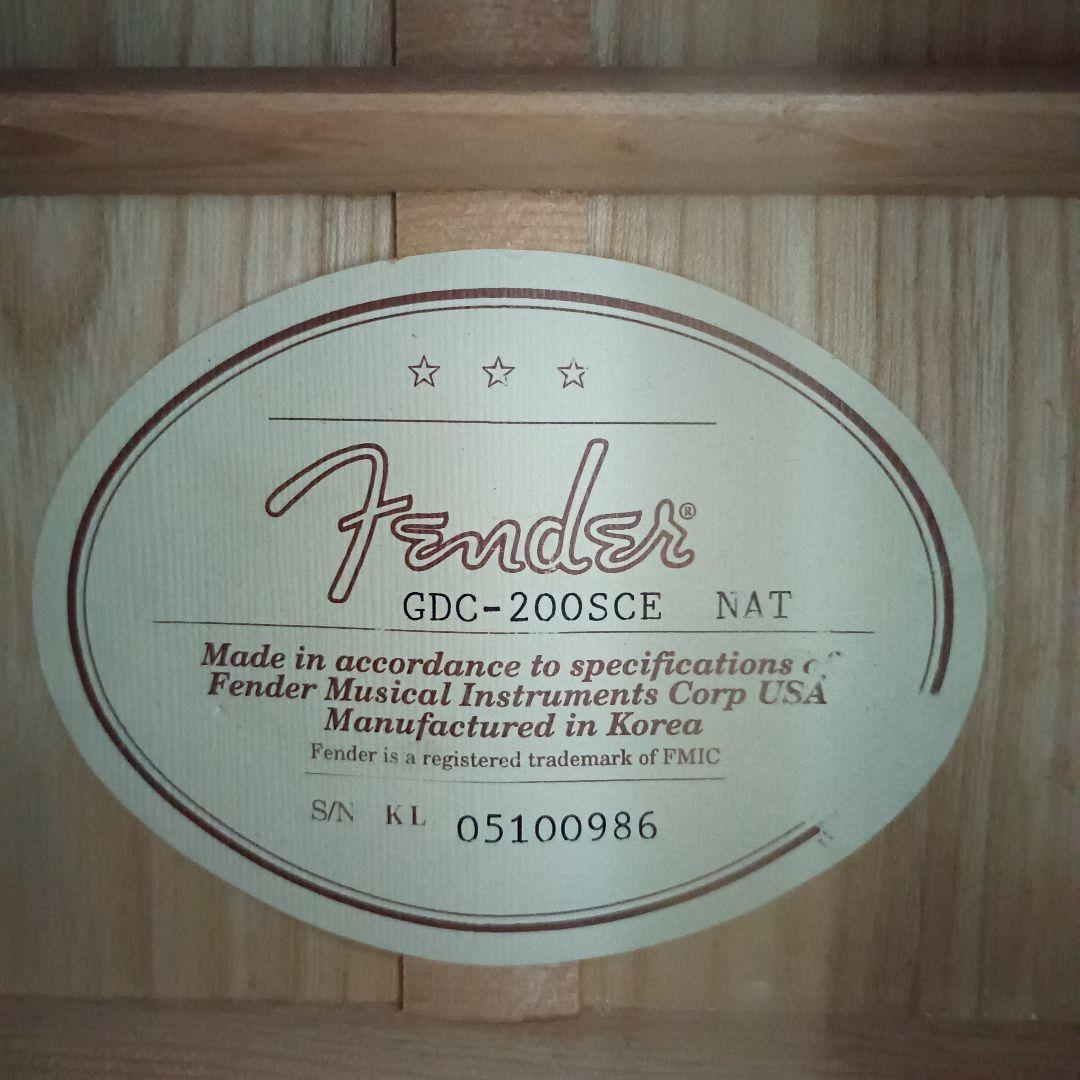 Fender®
GDC-200SCE NAT
Made in accordance to specifications
Fender Musical Instruments Corp USA
Manufactured in Korea
Fender is a registered trademark of FMIC
S/N KL 05100986